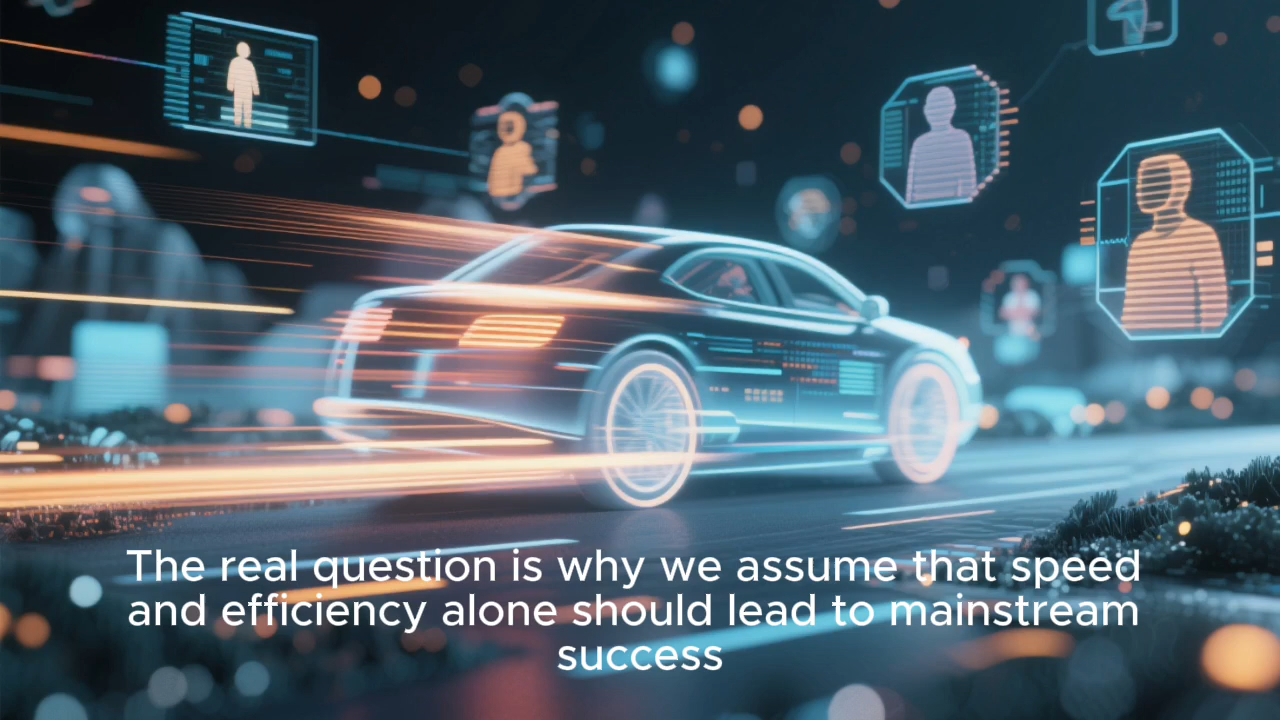 The real question is why we assume that speed
and efficiency alone should lead to mainstream
success